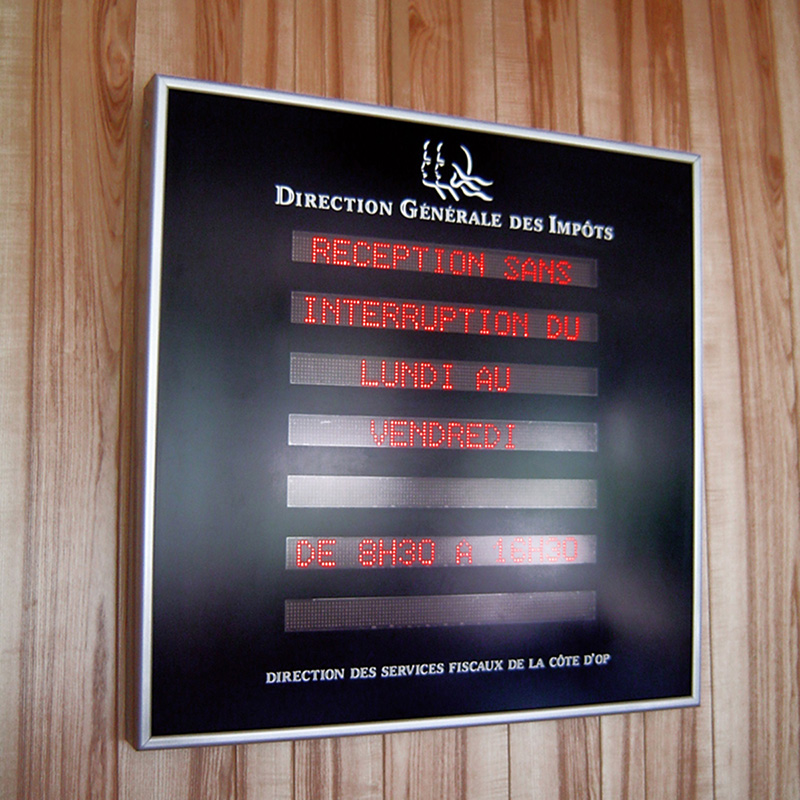 DIRECTION GÉNÉRALE DES IMPÔTS
RECEPTION SANS
INTERRUPTION DU
LUNDI AU
VENDREDI
DE 8H30 A 16H30
DIRECTION DES SERVICES FISCAUX DE LA CÔTE D'OP